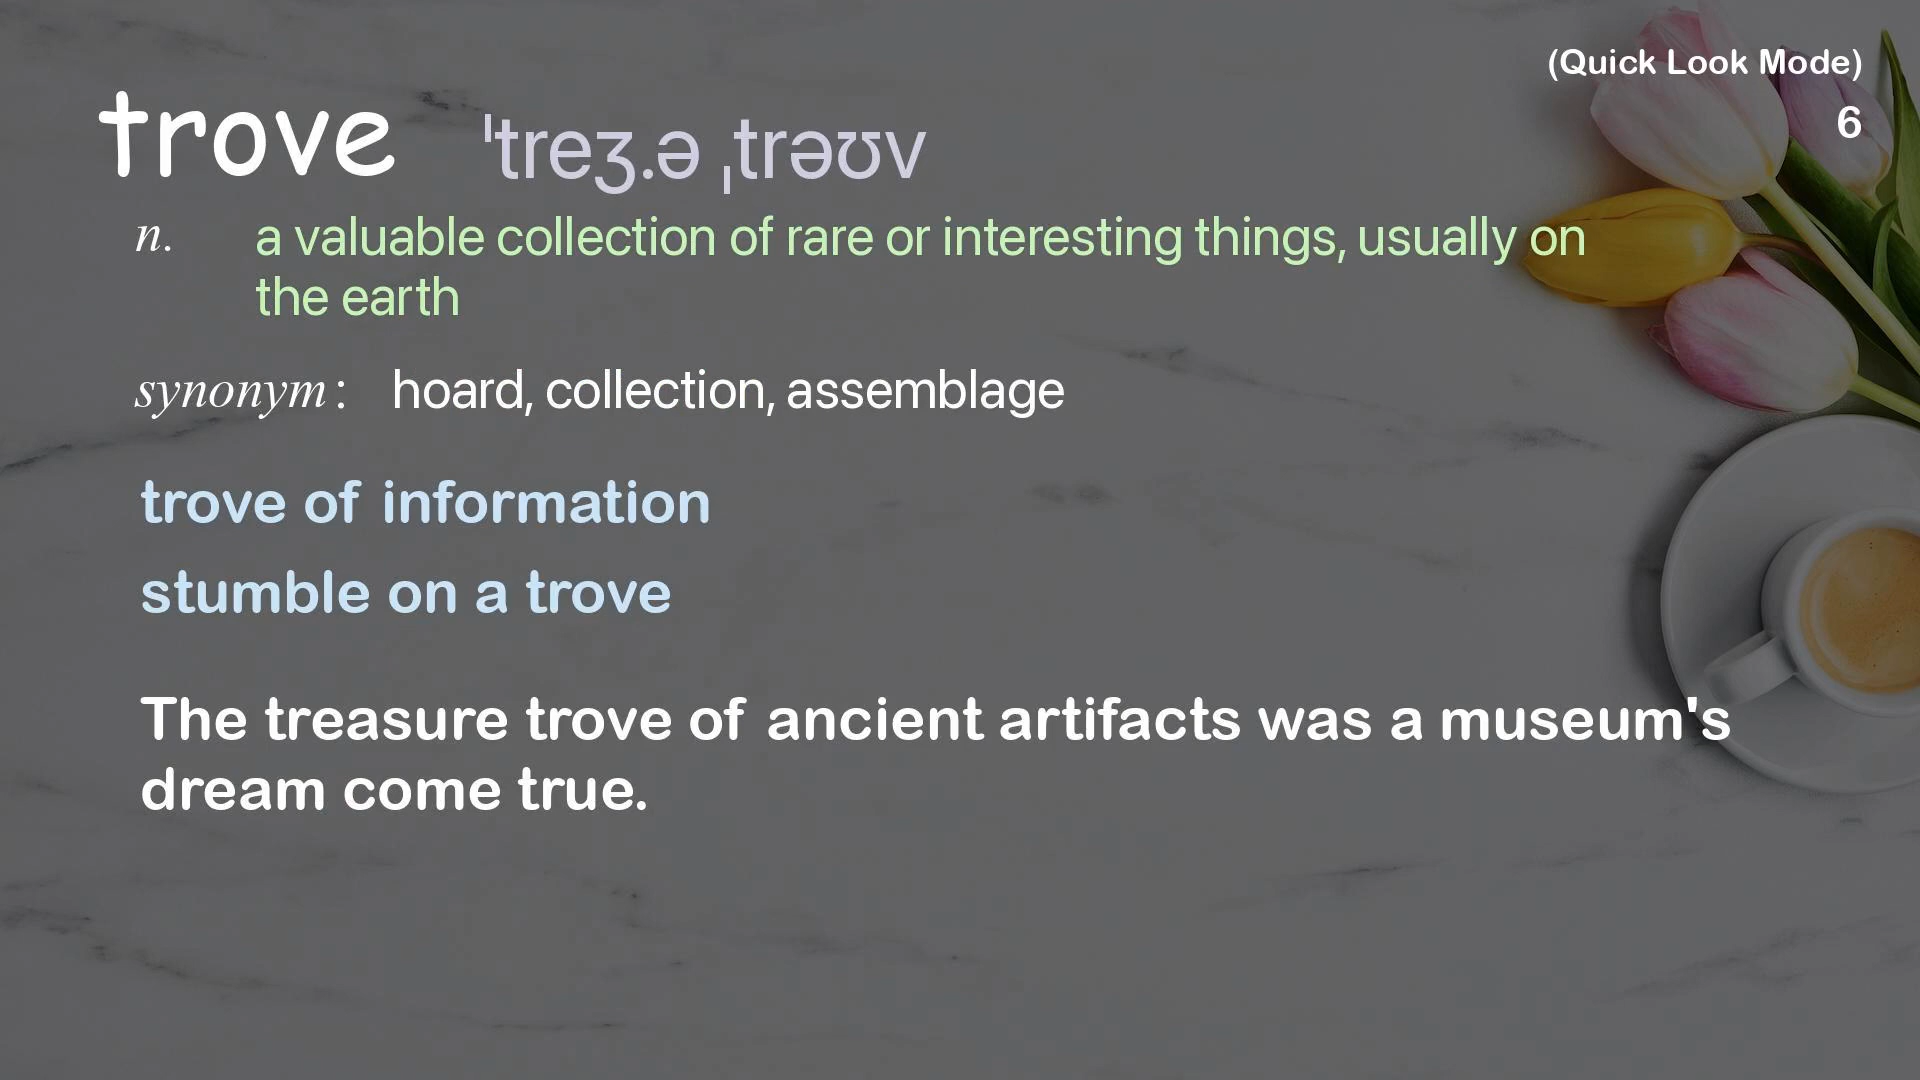 (Quick Look Mode)
6
trove ˈtreʒ.ə ˌtrəʊv
n. a valuable collection of rare or interesting things, usually on
the earth
synonym: hoard, collection, assemblage
trove of information
stumble on a trove
The treasure trove of ancient artifacts was a museum's
dream come true.